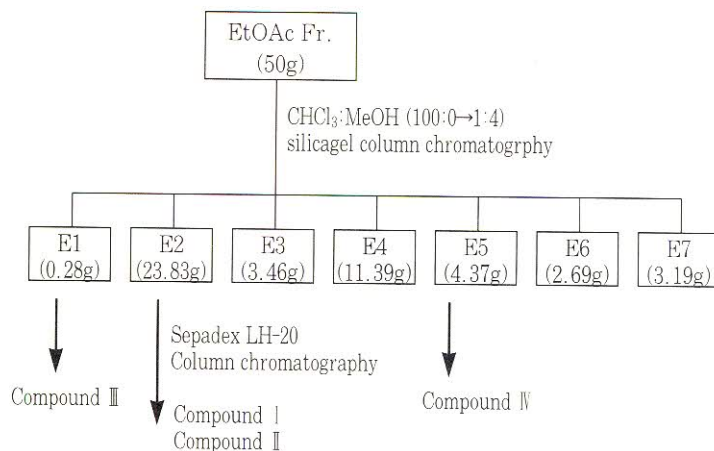 EtOAc Fr.
(50g)
CHCl₃:MeOH (100:0→1:4)
silicagel column chromatogrphy
E1
(0.28g)
E2
(23.83g)
E3
(3.46g)
E4
(11.39g)
E5
(4.37g)
E6
(2.69g)
E7
(3.19g)
Sepadex LH-20
Column chromatography
Compound Ⅲ
Compound Ⅰ
Compound Ⅱ
Compound Ⅳ